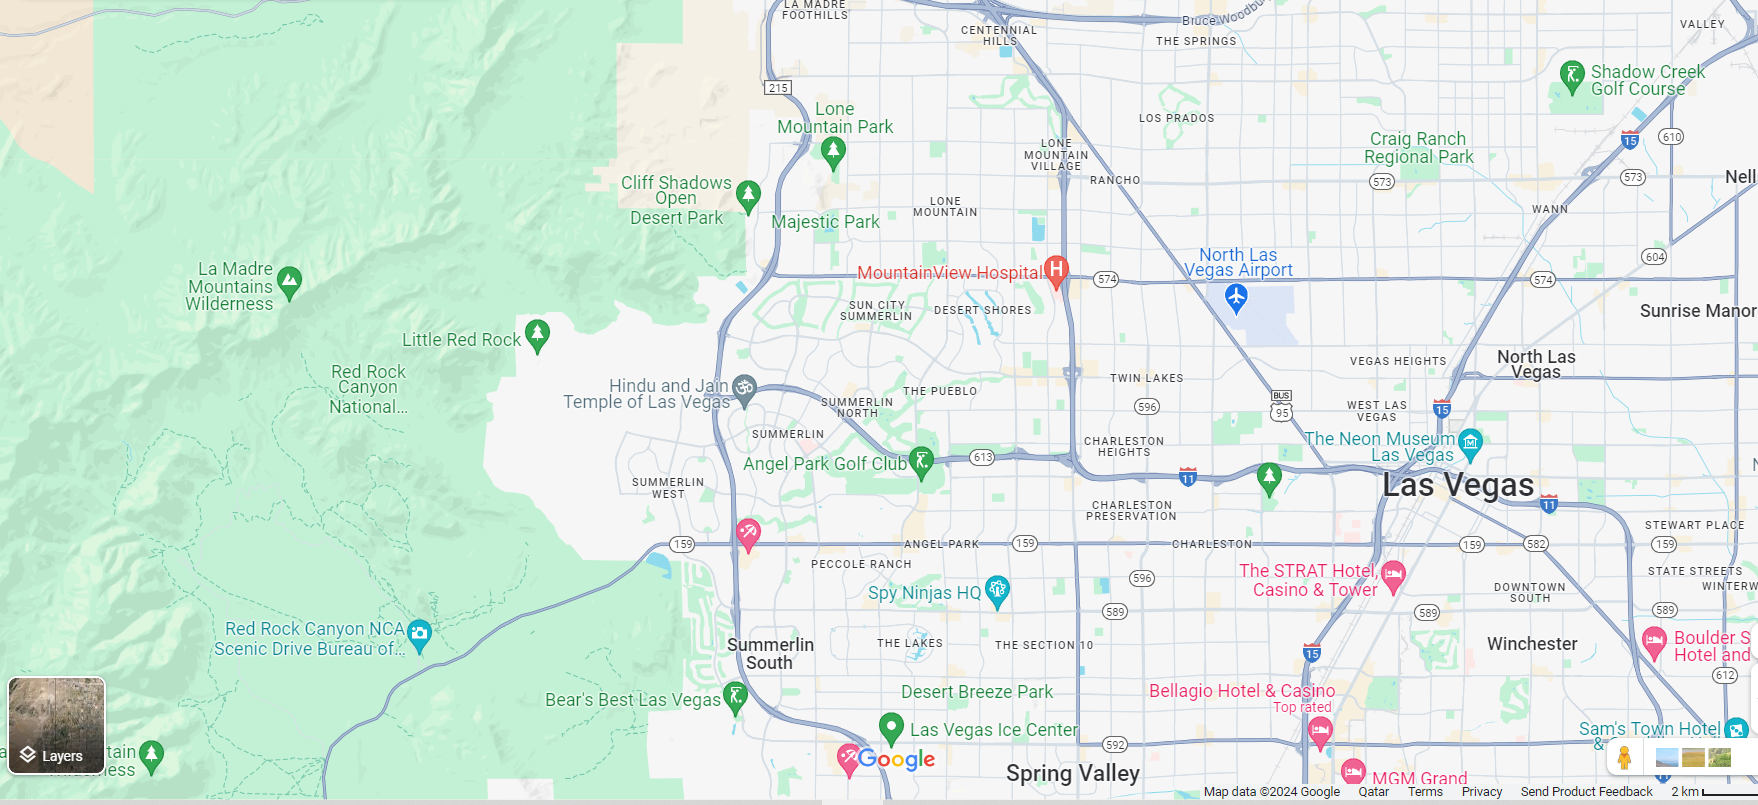 LA MADRE
FOOTHILLS
CENTENNIAL
HILLS
Bruce Woodbu
THE SPRINGS
VALLEY
215
Lone
Mountain Park
LOS PRADOS
Shadow Creek
Golf Course
Craig Ranch
Regional Park
15
610
LONE
MOUNTAIN
VILLAGE
RANCHO
573
573
Nell
Cliff Shadows
Open
Desert Park
Majestic Park
LONE
MOUNTAIN
WANN
La Madre
Mountains
Wilderness
MountainView Hospital
H
574
North Las
Vegas Airport
574
604
SUN CITY
SUMMERLIN
DESERT SHORES
Sunrise Manor
Little Red Rock
Red Rock
Canyon
National...
Hindu and Jain
Temple of Las Vegas
THE PUEBLO
SUMMERLIN
NORTH
TWIN LAKES
VEGAS HEIGHTS
North Las
Vegas
596
BUS
95
WEST LAS
VEGAS
15
SUMMERLIN
CHARLESTON
HEIGHTS
The Neon Museum
Las Vegas
Angel Park Golf Club
613
SUMMERLIN
WEST
11
Las Vegas
11
CHARLESTON
PRESERVATION
STEWART PLACE
159
ANGEL PARK
159
CHARLESTON
159
582
159
PECCOLE RANCH
The STRAT Hotel,
Casino & Tower
596
STATE STREETS
WINTERW
DOWNTOWN
SOUTH
Spy Ninjas HQ
589
589
589
Red Rock Canyon NCA
Scenic Drive Bureau of...
Summerlin
South
THE LAKES
THE SECTION 10
15
Winchester
Boulder S
Hotel and
612
Bear's Best Las Vegas
Desert Breeze Park
Bellagio Hotel & Casino
Top rated
Las Vegas Ice Center
592
Sam's Town Hotel
&
Layers
tain
Google
Spring Valley
MGM Grand
Map data ©2024 Google
Qatar
Terms
Privacy
Send Product Feedback
2 km